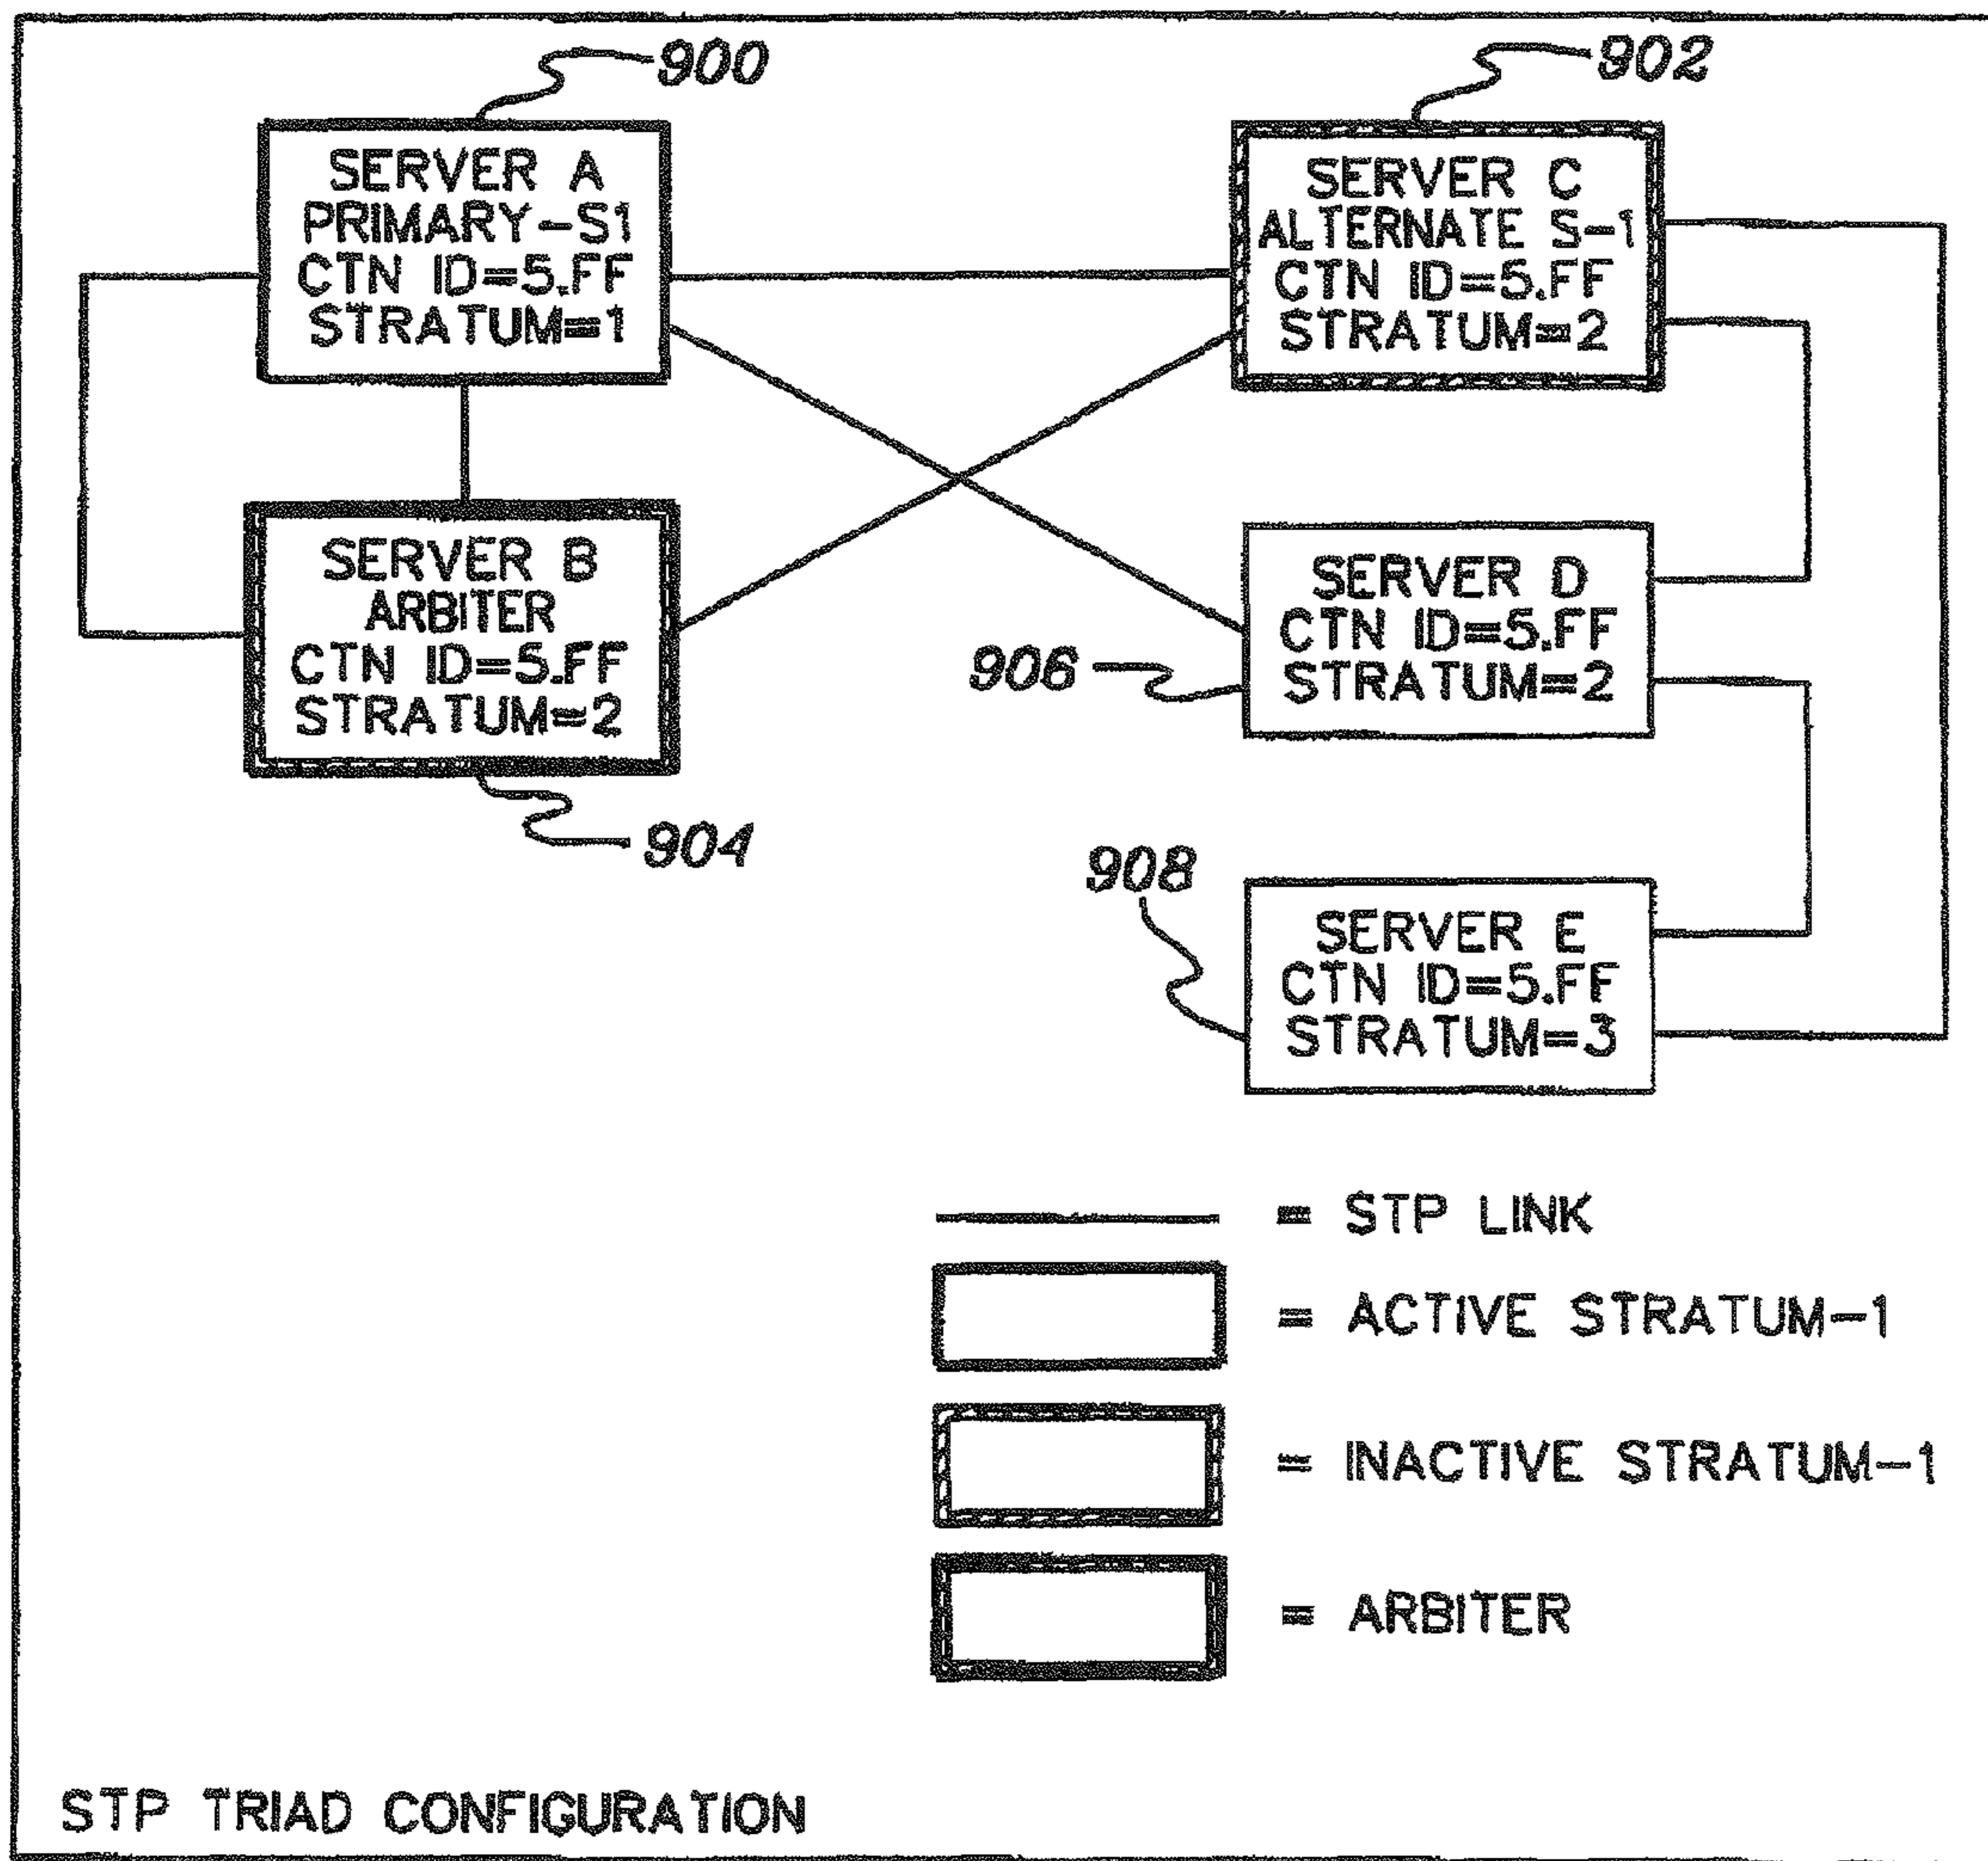 900
902
SERVER A
PRIMARY-S1
CTN ID=5.FF
STRATUM=1
SERVER C
ALTERNATE S-1
CTN ID=5.FF
STRATUM=2
SERVER B
ARBITER
CTN ID=5.FF
STRATUM=2
904
906
SERVER D
CTN ID=5.FF
STRATUM=2
908
SERVER E
CTN ID=5.FF
STRATUM=3
= STP LINK
= ACTIVE STRATUM-1
= INACTIVE STRATUM-1
= ARBITER
STP TRIAD CONFIGURATION